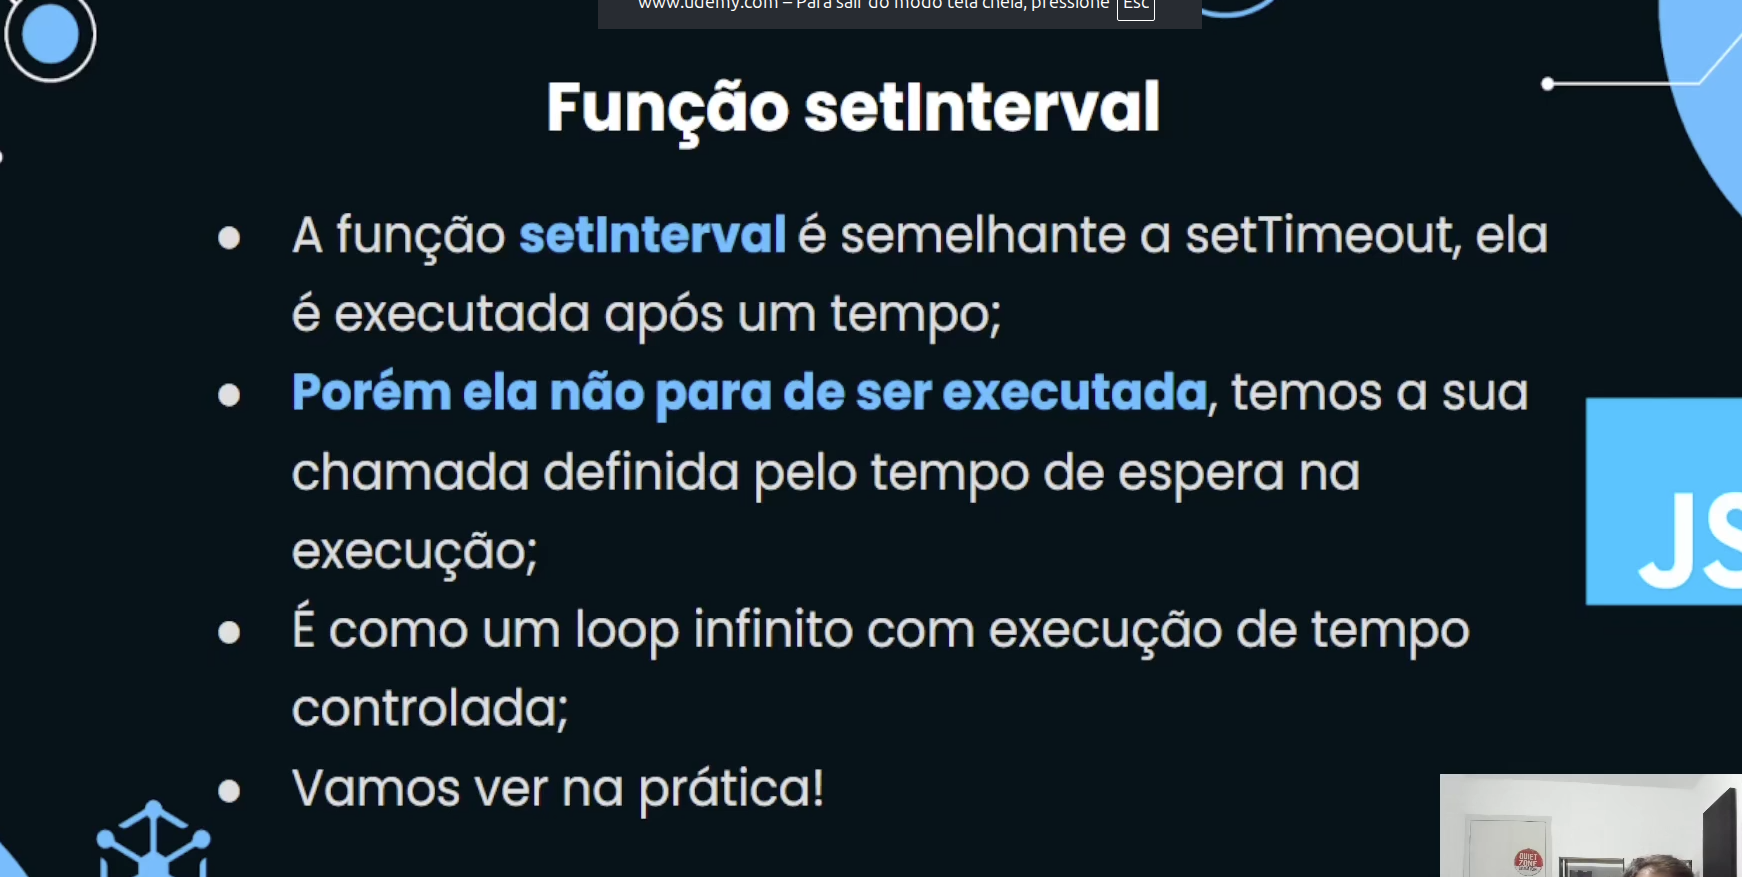 www.udemy.com – Para sair do modo tela cheia, pressione Esc
Função setInterval
A função setInterval é semelhante a setTimeout, ela
é executada após um tempo;
Porém ela não para de ser executada, temos a sua
chamada definida pelo tempo de espera na
execução;
É como um loop infinito com execução de tempo
controlada;
Vamos ver na prática!
JS
QUIET
ZONE